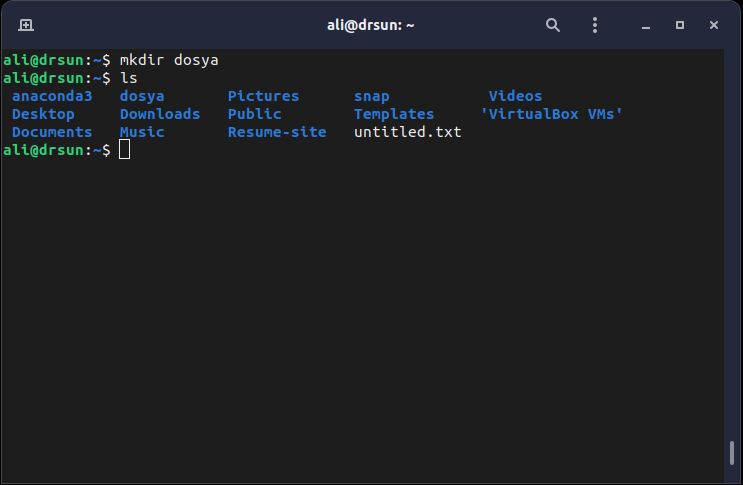 ali@drsun: ~
ali@drsun:~$ mkdir dosya
ali@drsun:~$ ls
anaconda3 dosya Pictures snap Videos
Desktop Downloads Public Templates 'VirtualBox VMs'
Documents Music Resume-site untitled.txt
ali@drsun:~$